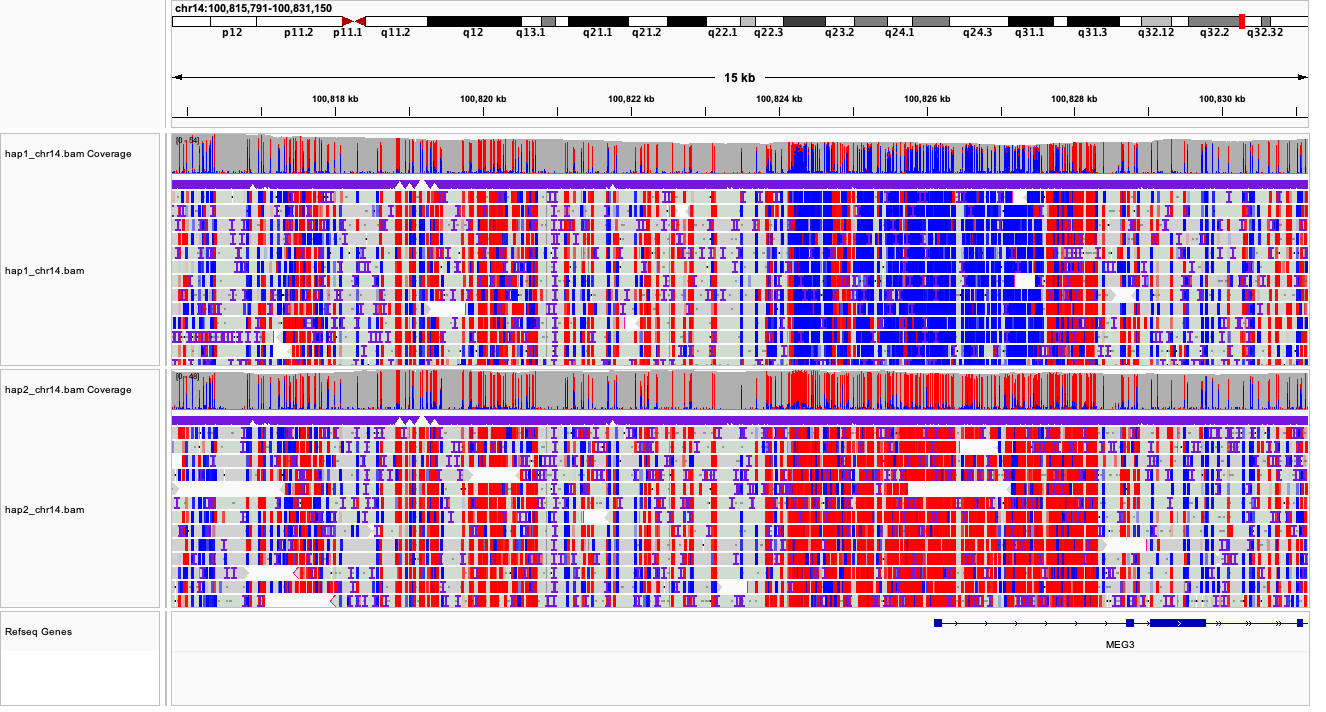 chr14:100,815,791-100,831,150
p12 p11.2 p11.1 q11.2 q12 q13.1 q21.1 q21.2 q22.1 q22.3 q23.2 q24.1 q24.3 q31.1 q31.3 q32.12 q32.2 q32.32
15 kb
100,818 kb 100,820 kb 100,822 kb 100,824 kb 100,826 kb 100,828 kb 100,830 kb
[0 - 54]
hap1_chr14.bam Coverage
hap1_chr14.bam
[0 - 48]
hap2_chr14.bam Coverage
hap2_chr14.bam
Refseq Genes
MEG3